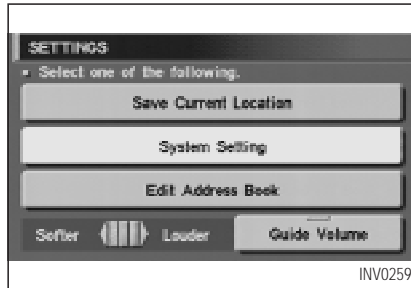 SETTINGS
Select one of the following.
Save Current Location
System Setting
Edit Address Book
Softer Louder Guide Volume
INV0259